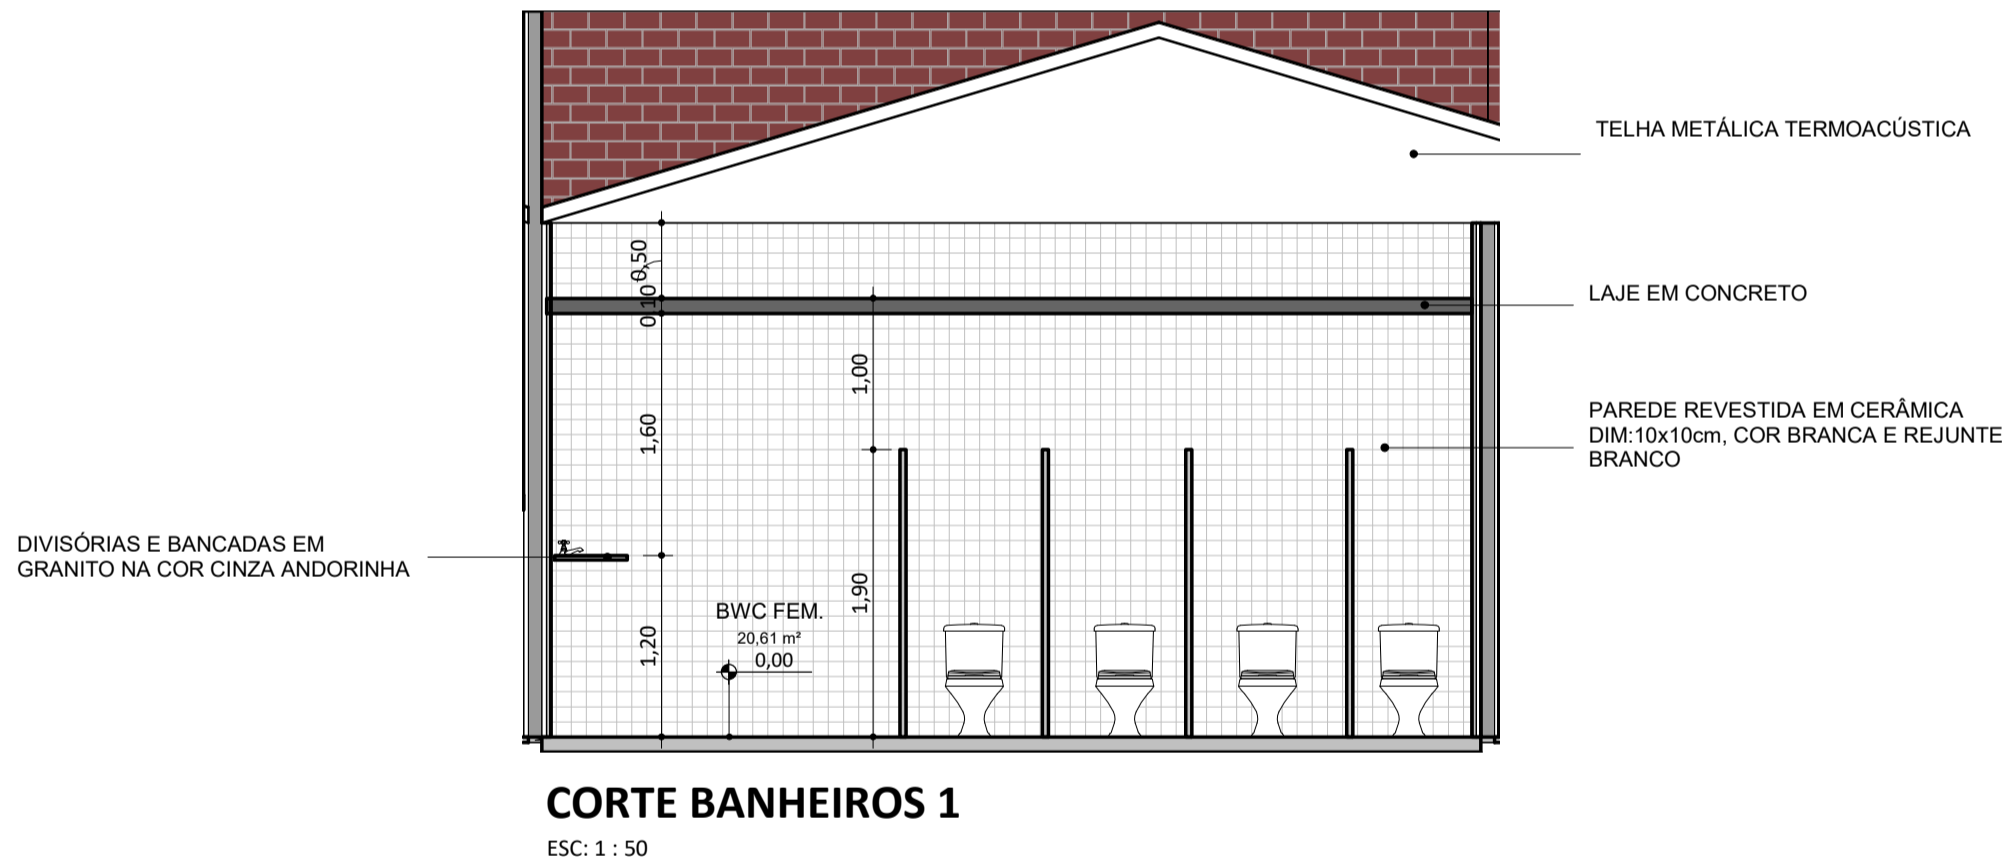 TELHA METÁLICA TERMOACÚSTICA
0,50
0,10
LAJE EM CONCRETO
1,00
1,60
PAREDE REVESTIDA EM CERÂMICA
DIM:10x10cm, COR BRANCA E REJUNTE
BRANCO
DIVISÓRIAS E BANCADAS EM
GRANITO NA COR CINZA ANDORINHA
1,90
1,20
BWC FEM.
20,61 m²
0,00
CORTE BANHEIROS 1
ESC: 1 : 50